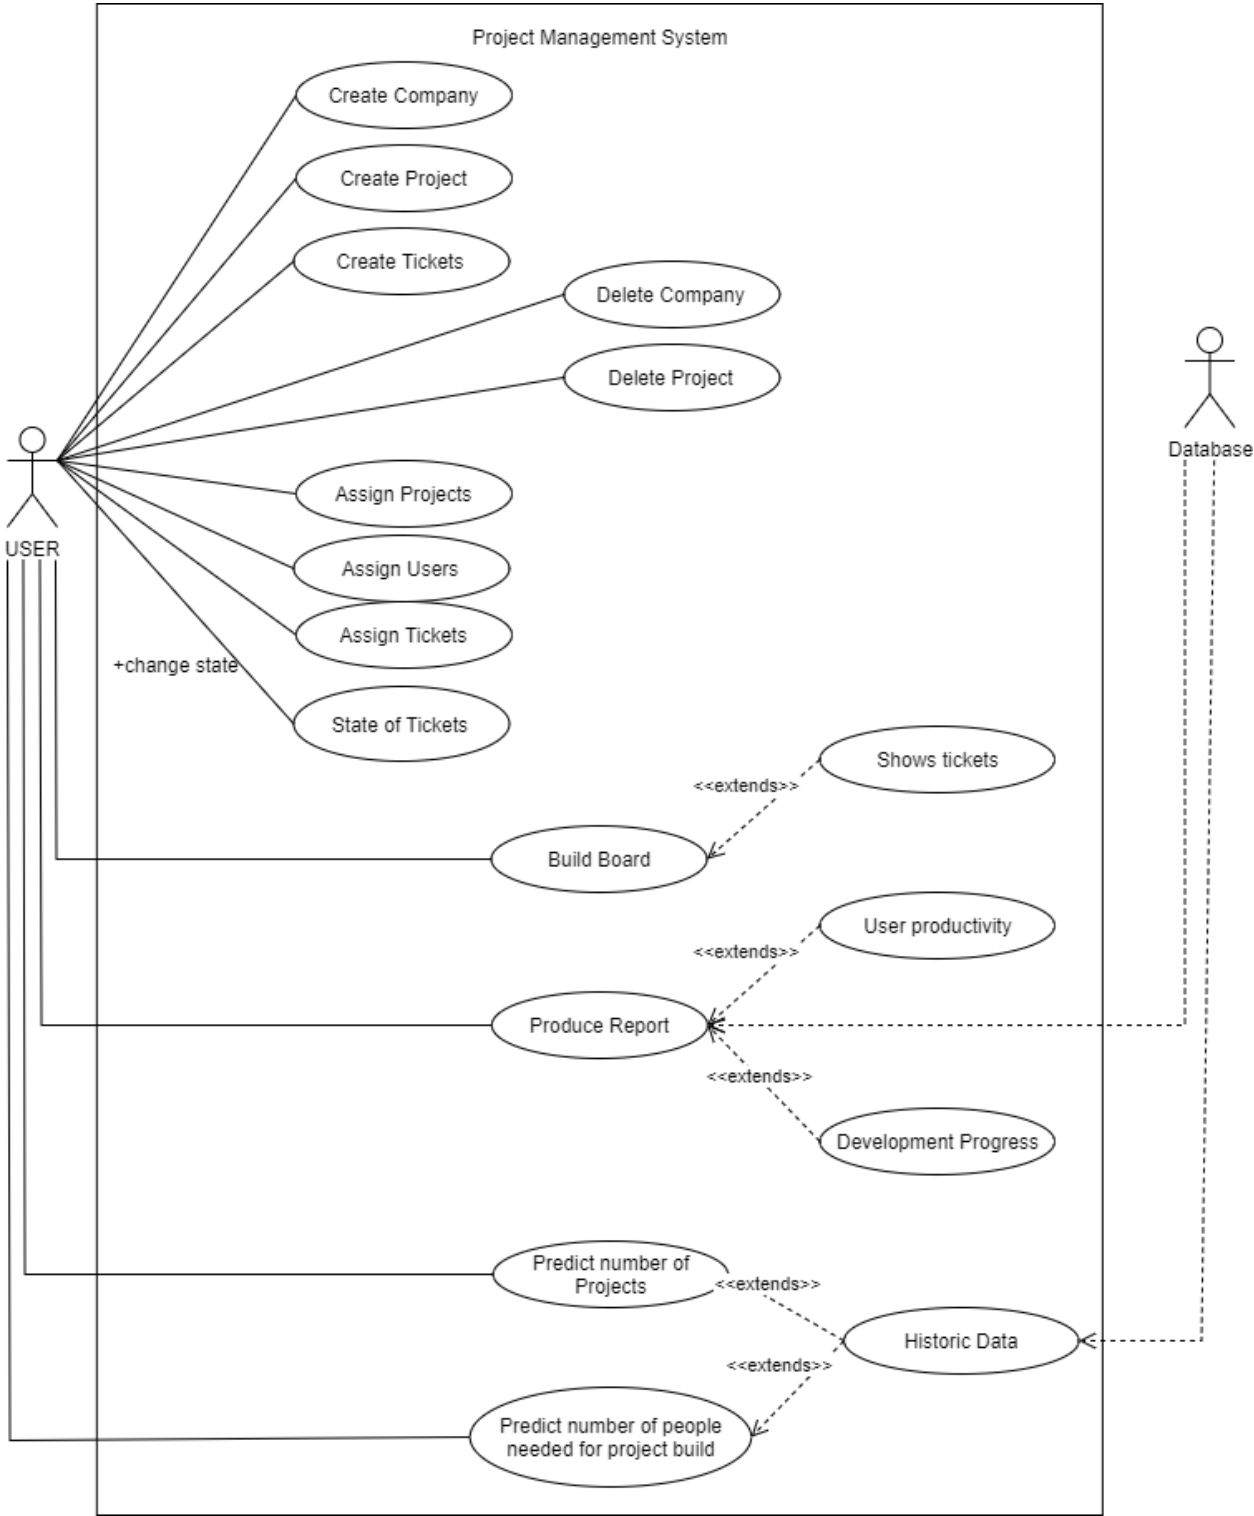 Project Management System
Create Company
Create Project
Create Tickets
Delete Company
Delete Project
Database
Assign Projects
USER
Assign Users
Assign Tickets
+change state
State of Tickets
Shows tickets
<<extends>>
Build Board
User productivity
<<extends>>
Produce Report
<<extends>>
Development Progress
Predict number of
Projects
<<extends>>
Historic Data
<<extends>>
Predict number of people
needed for project build